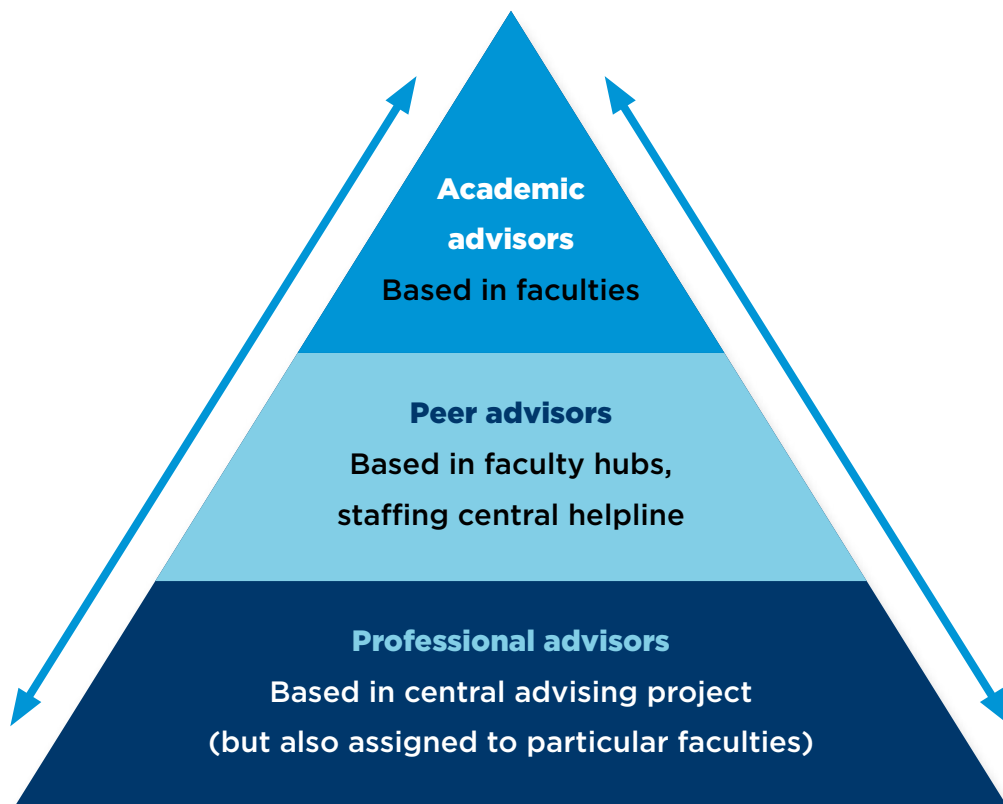 Academic
advisors
Based in faculties
Peer advisors
Based in faculty hubs,
staffing central helpline
Professional advisors
Based in central advising project
(but also assigned to particular faculties)